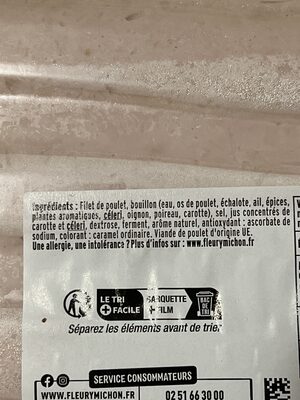 Ingrédients : Filet de poulet, bouillon (eau, os de poulet, échalote, ail, épices,
plantes aromatiques, céleri, oignon, poireau, carotte), sel, jus concentrés de
carotte et céleri, dextrose, ferment, arôme naturel, antioxydant : ascorbate de
sodium, colorant : caramel ordinaire. Viande de poulet d'origine UE.
Une allergie, une intolérance ? Plus d'infos sur : www.fleurymichon.fr
LE TRI
+ FACILE
BARQUETTE
+ FILM
BAC
DE TRI
Séparez les éléments avant de trier
SERVICE CONSOMMATEURS
WWW.FLEURYMICHON.FR
02 51 66 30 00